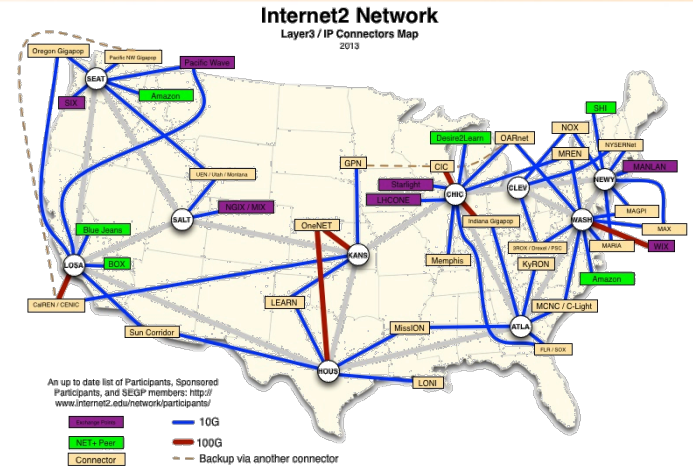 Internet2 Network
Layer3 / IP Connectors Map
2013
Oregon Gigapop
Pacific NW Gigapop
Pacific Wave
SEAT
SIX
Amazon
SHI
Desire2Learn
OARnet
NOX
NYSERNet
MREN
GPN
CIC
MANLAN
UEN / Utah / Montana
Starlight
CHIC
CLEV
NEWY
LHCONE
NGIX / MIX
SALT
Indiana Gigapop
WASH
MAGPI
Blue Jeans
OneNET
MAX
3ROX / Drexel / PSC
MARIA
WIX
KANS
Memphis
KyRON
LOSA
BOX
Amazon
CalREN / CENIC
LEARN
MCNC / C-Light
Sun Corridor
MissION
ATLA
FLR / SOX
HOUS
LONI
An up to date list of Participants, Sponsored
Participants, and SEGP members: http://
www.internet2.edu/network/participants/
Exchange Points
10G
NET+ Peer
100G
Connector
Backup via another connector